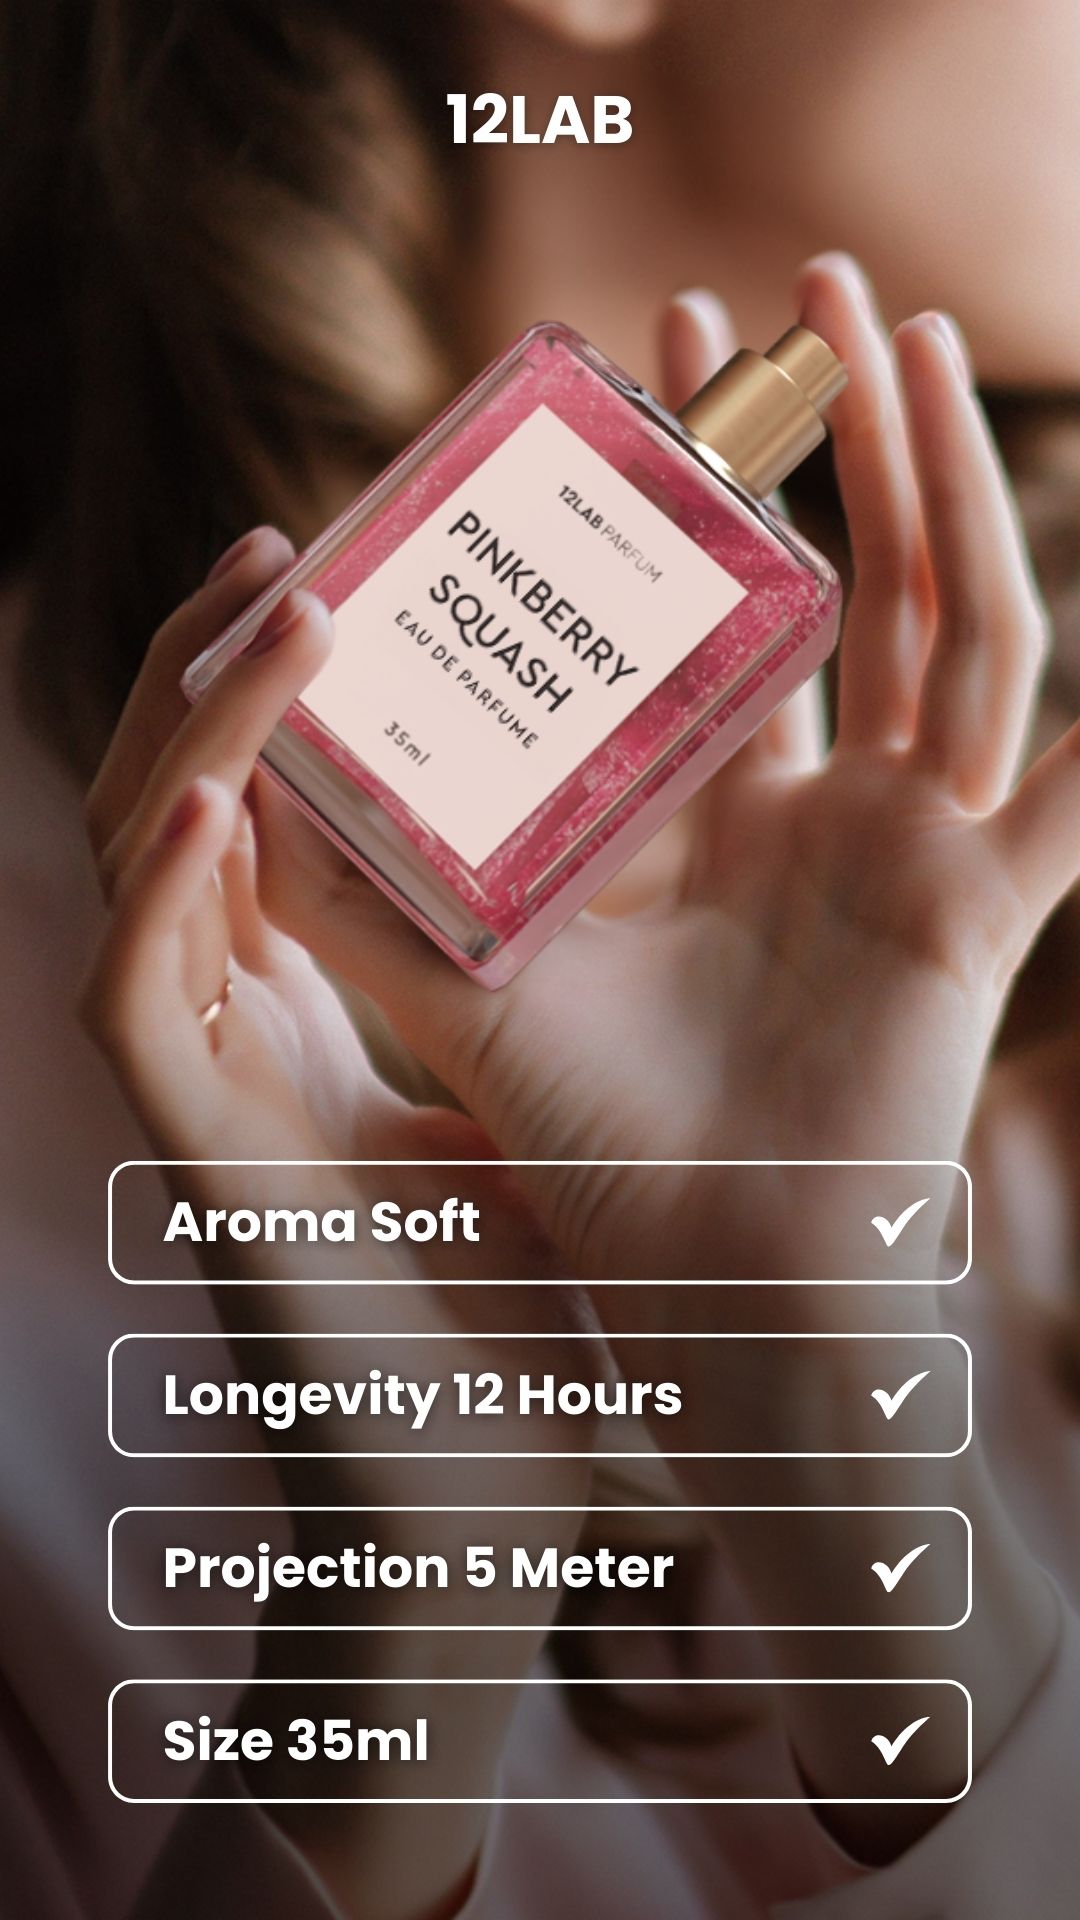 12LAB
12LAB PARFUM
PINKBERRY
SQUASH
EAU DE PARFUME
35ml
Aroma Soft
Longevity 12 Hours
Projection 5 Meter
Size 35ml